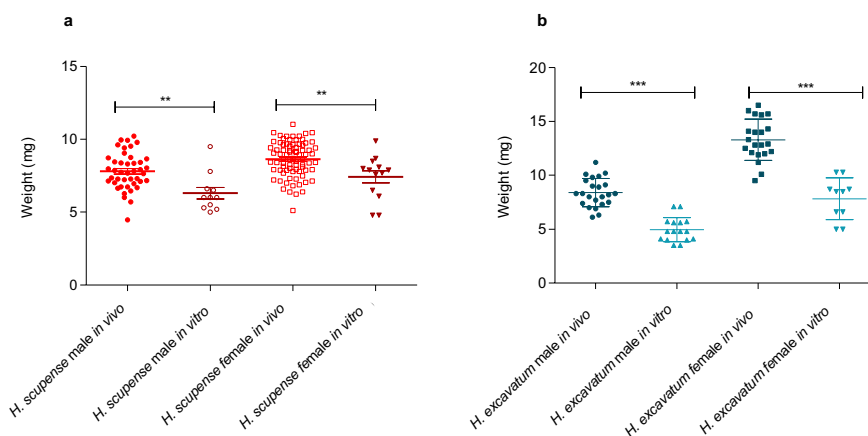 a
15
10
5
0
Weight (mg)
**
**
H. scupense male in vivo
H. scupense male in vitro
H. scupense female in vivo
H. scupense female in vitro
b
20
15
10
5
0
Weight (mg)
***
***
H. excavatum male in vivo
H. excavatum male in vitro
H. excavatum female in vivo
H. excavatum female in vitro